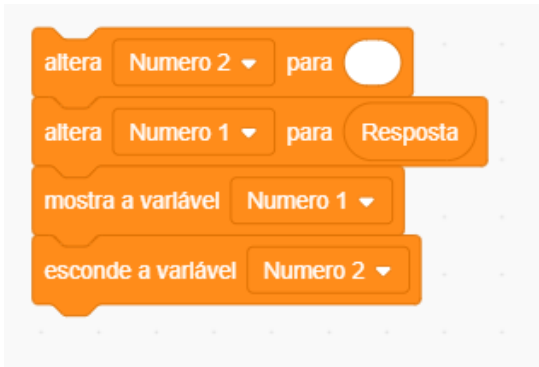 altera Numero 2 para
altera Numero 1 para Resposta
mostra a variável Numero 1
esconde a variável Numero 2